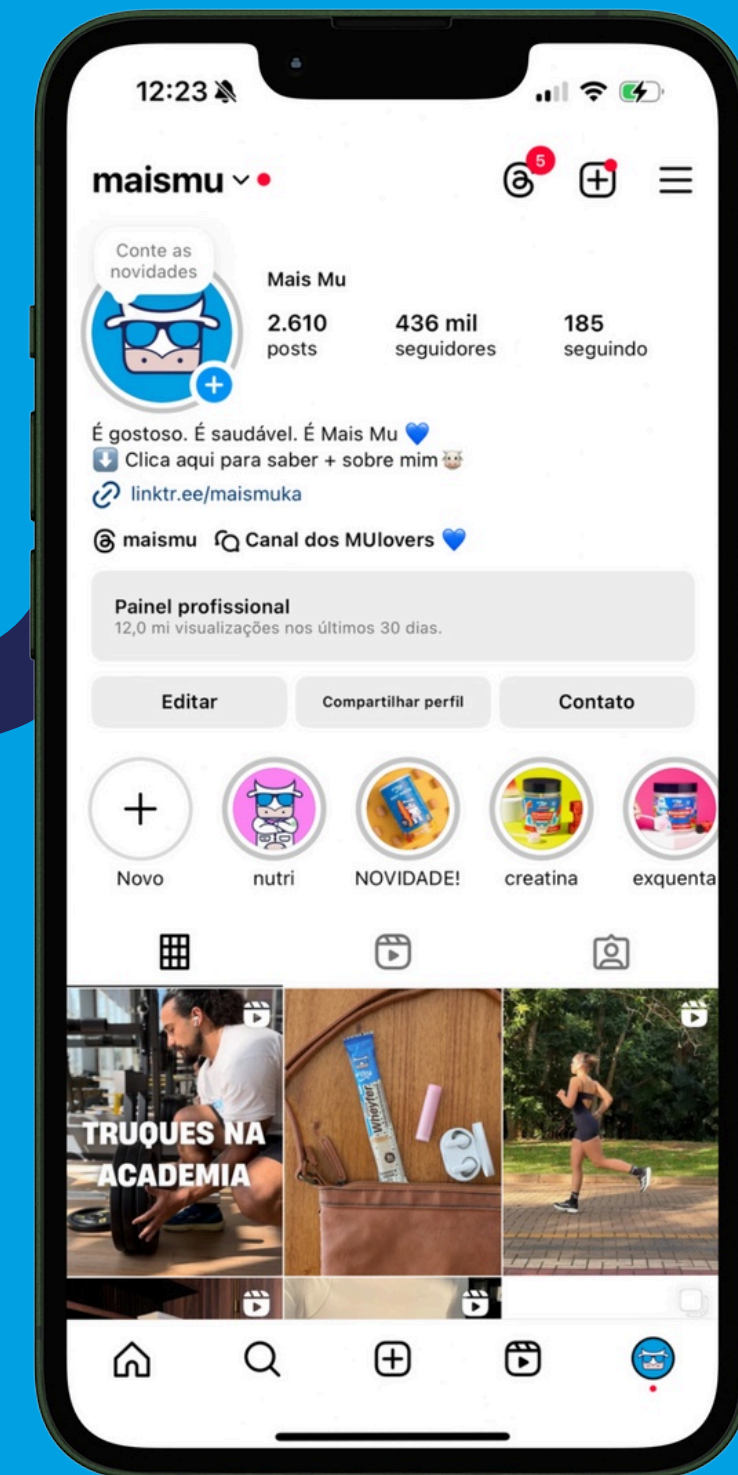 12:23
maismu
5
Conte as
novidades
Mais Mu
2.610 436 mil 185
posts seguidores seguindo
É gostoso. É saudável. É Mais Mu 💙
⬇️ Clica aqui para saber + sobre mim 🐮
linktr.ee/maismuka
maismu Canal dos MUlovers 💙
Painel profissional
12,0 mi visualizações nos últimos 30 dias.
Editar Compartilhar perfil Contato
Novo nutri NOVIDADE! creatina exquenta
TRUQUES NA
ACADEMIA
Wheyfer